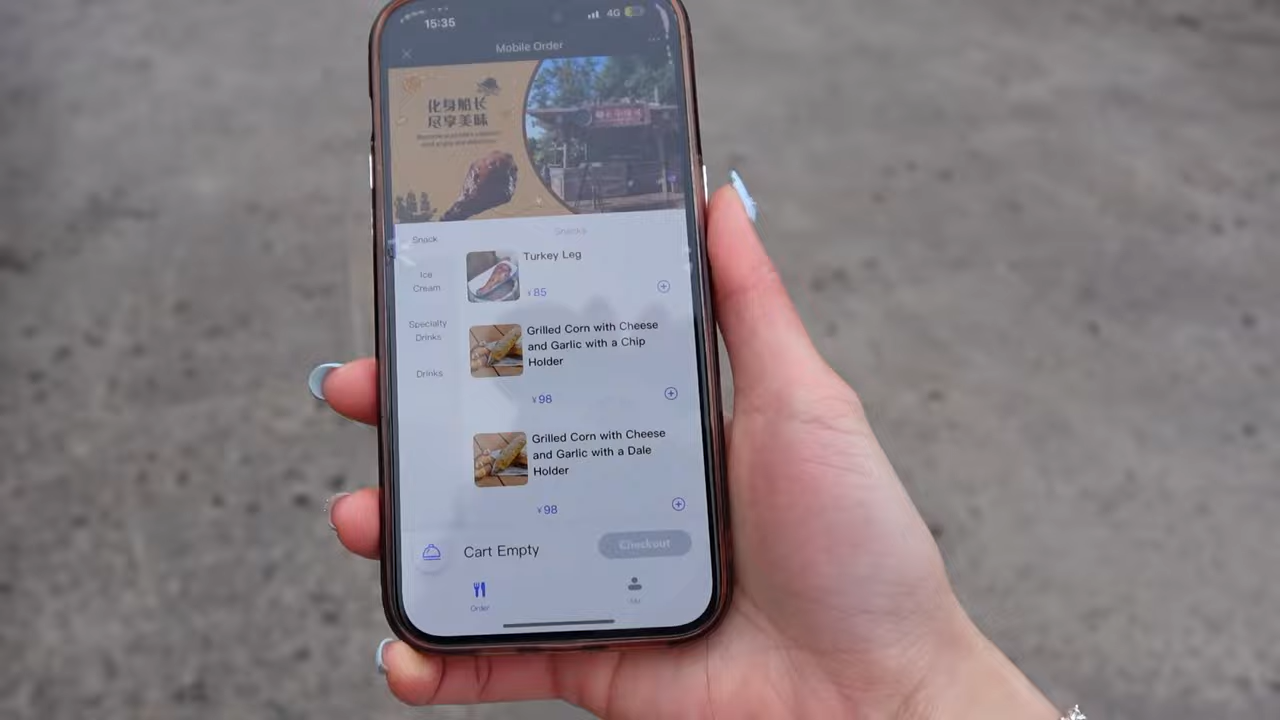 15:35
4G
Mobile Order
化身船长
尽享美味
Snack
Snacks
Turkey Leg
¥85
Ice
Cream
Specialty
Drinks
Drinks
Grilled Corn with Cheese
and Garlic with a Chip
Holder
¥98
Grilled Corn with Cheese
and Garlic with a Dale
Holder
¥98
Cart Empty
Checkout
Order
Me